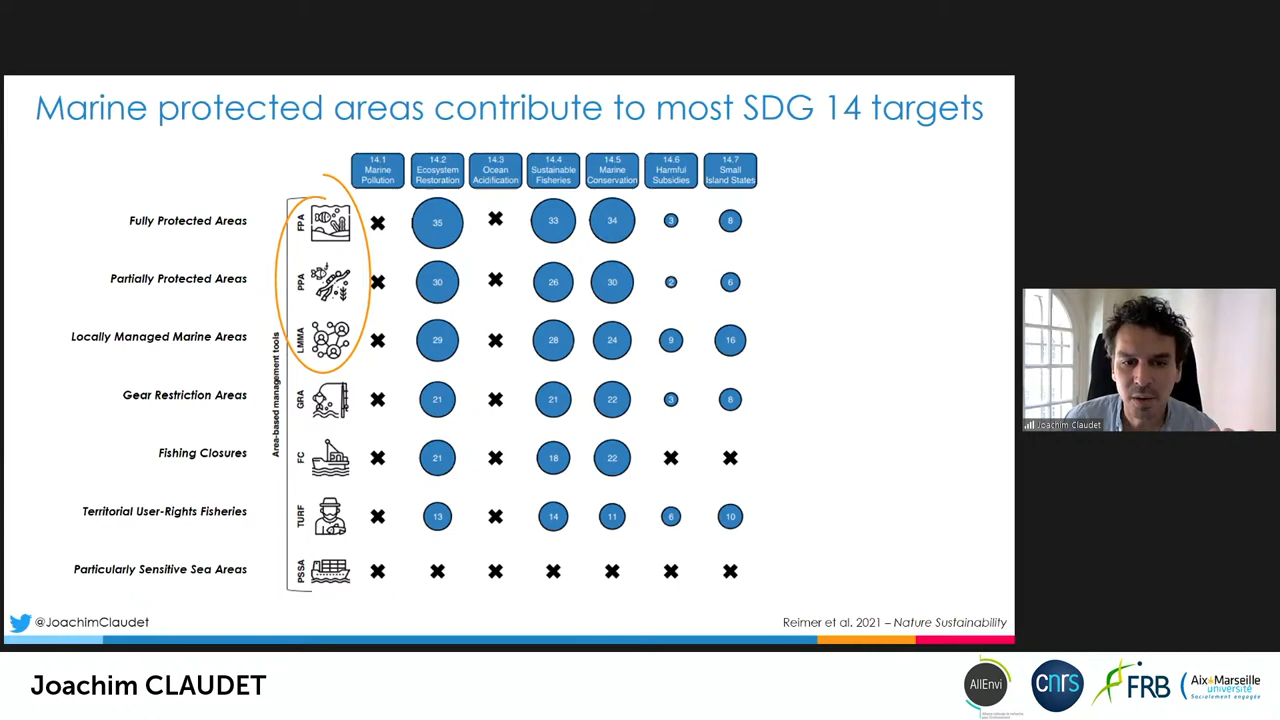 Marine protected areas contribute to most SDG 14 targets
14.1
Marine
Pollution
14.2
Ecosystem
Restoration
14.3
Ocean
Acidification
14.4
Sustainable
Fisheries
14.5
Marine
Conservation
14.6
Harmful
Subsidies
14.7
Small
Island States
Area-based management tools
Fully Protected Areas
FPA
35
33
34
3
8
Partially Protected Areas
PPA
30
26
30
2
6
Locally Managed Marine Areas
LMMA
29
28
24
9
16
Gear Restriction Areas
GRA
21
21
22
3
8
Fishing Closures
FC
21
18
22
Territorial User-Rights Fisheries
TURF
13
14
11
6
10
Particularly Sensitive Sea Areas
PSSA
@JoachimClaudet
Reimer et al. 2021 – Nature Sustainability
Joachim Claudet
Joachim CLAUDET
AllEnvi
cnrs
FRB
Aix*Marseille
université
Socialement engagée